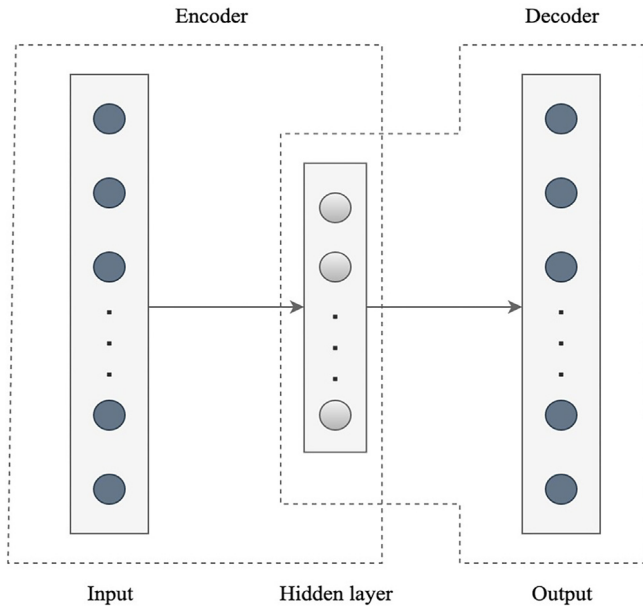 Encoder
Decoder
Input
Hidden layer
Output